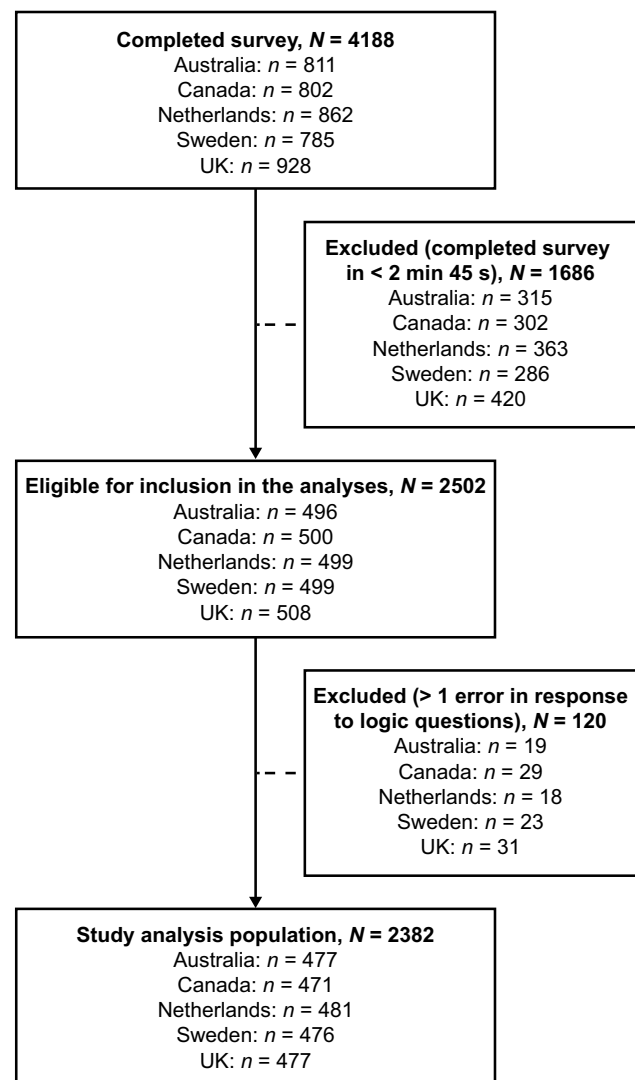 Completed survey, N = 4188
Australia: n = 811
Canada: n = 802
Netherlands: n = 862
Sweden: n = 785
UK: n = 928
Excluded (completed survey
in < 2 min 45 s), N = 1686
Australia: n = 315
Canada: n = 302
Netherlands: n = 363
Sweden: n = 286
UK: n = 420
Eligible for inclusion in the analyses, N = 2502
Australia: n = 496
Canada: n = 500
Netherlands: n = 499
Sweden: n = 499
UK: n = 508
Excluded (> 1 error in response
to logic questions), N = 120
Australia: n = 19
Canada: n = 29
Netherlands: n = 18
Sweden: n = 23
UK: n = 31
Study analysis population, N = 2382
Australia: n = 477
Canada: n = 471
Netherlands: n = 481
Sweden: n = 476
UK: n = 477